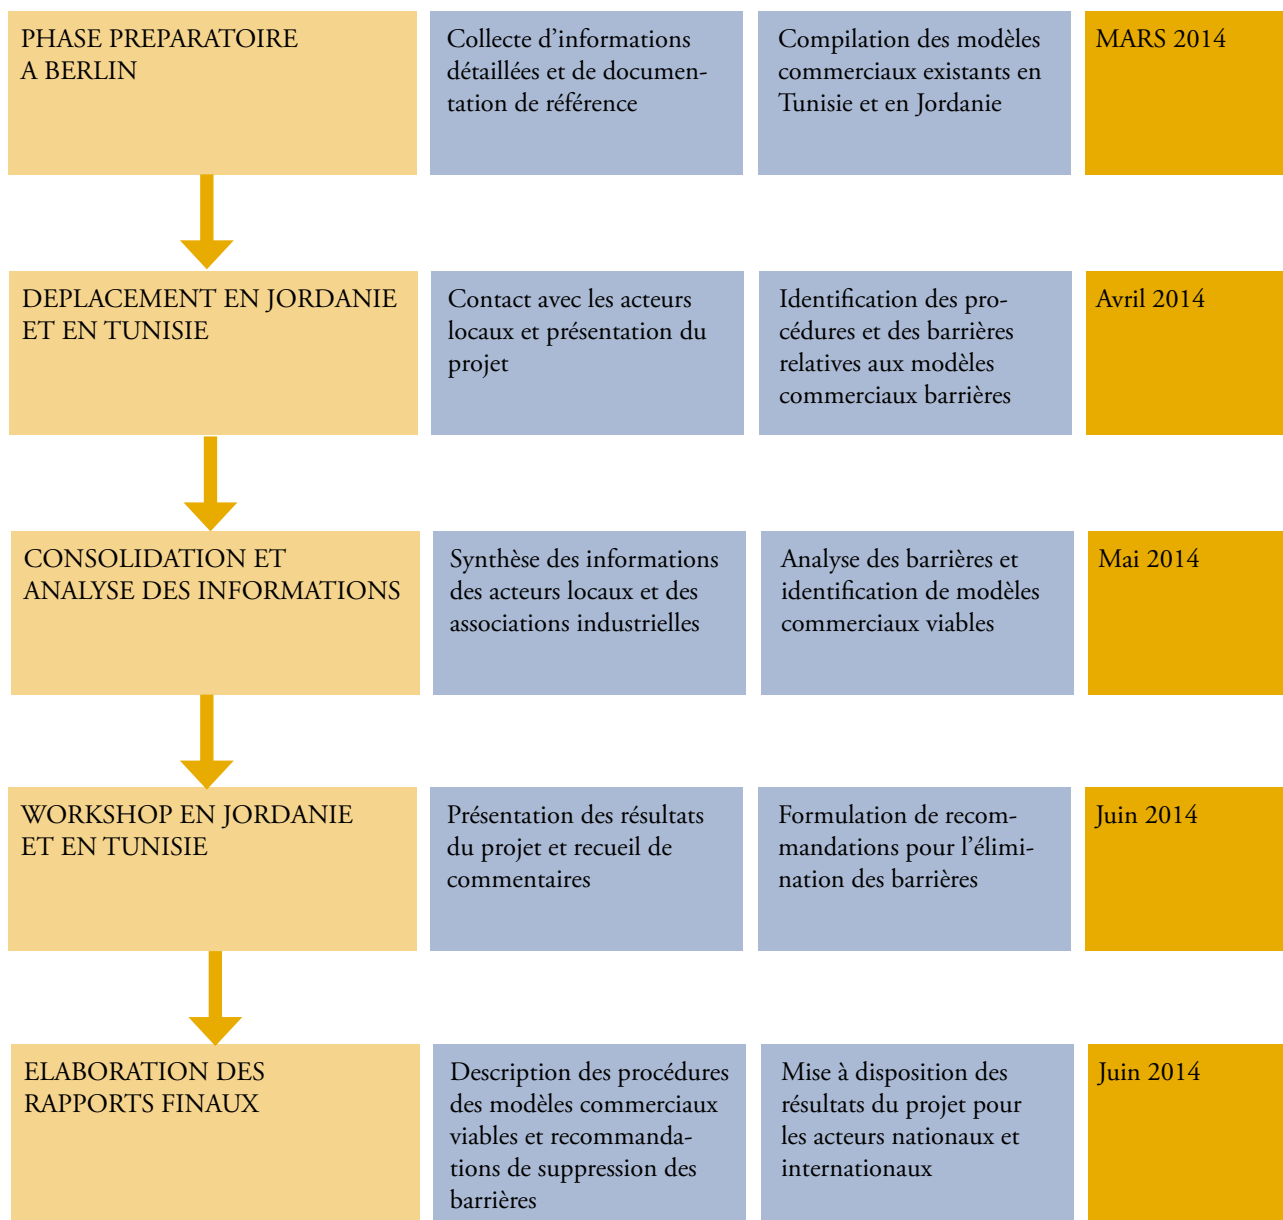 PHASE PREPARATOIRE
A BERLIN
Collecte d’informations
détaillées et de documen-
tation de référence
Compilation des modèles
commerciaux existants en
Tunisie et en Jordanie
MARS 2014
DEPLACEMENT EN JORDANIE
ET EN TUNISIE
Contact avec les acteurs
locaux et présentation du
projet
Identification des pro-
cédures et des barrières
relatives aux modèles
commerciaux barrières
Avril 2014
CONSOLIDATION ET
ANALYSE DES INFORMATIONS
Synthèse des informations
des acteurs locaux et des
associations industrielles
Analyse des barrières et
identification de modèles
commerciaux viables
Mai 2014
WORKSHOP EN JORDANIE
ET EN TUNISIE
Présentation des résultats
du projet et recueil de
commentaires
Formulation de recom-
mandations pour l’élimi-
nation des barrières
Juin 2014
ELABORATION DES
RAPPORTS FINAUX
Description des procédures
des modèles commerciaux
viables et recommanda-
tions de suppression des
barrières
Mise à disposition des
résultats du projet pour
les acteurs nationaux et
internationaux
Juin 2014